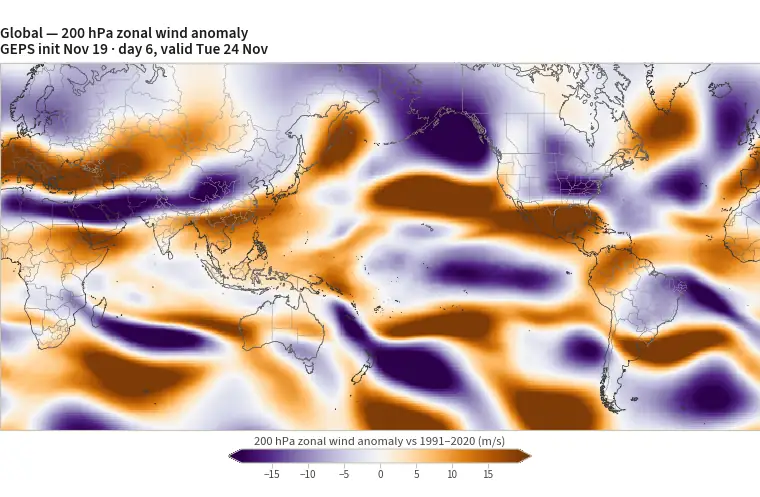 Global — 200 hPa zonal wind anomaly
GEPS init Nov 19 · day 6, valid Tue 24 Nov
200 hPa zonal wind anomaly vs 1991–2020 (m/s)
−15 −10 −5 0 5 10 15